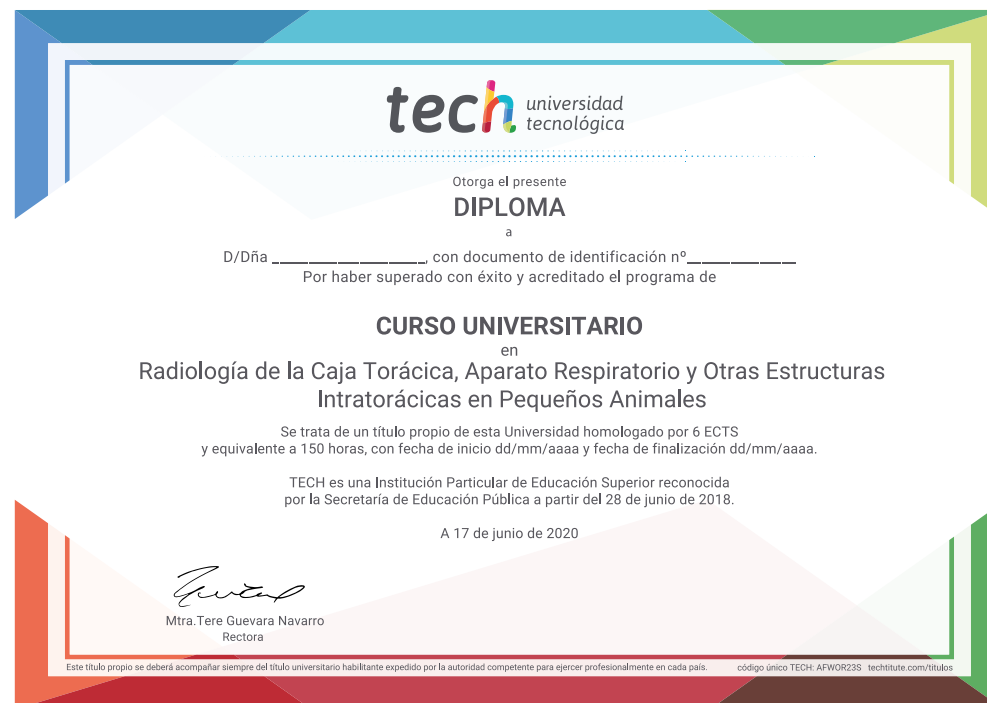 tech universidad
tecnológica
Otorga el presente
DIPLOMA
a
D/Dña ____________________, con documento de identificación nº______________
Por haber superado con éxito y acreditado el programa de
CURSO UNIVERSITARIO
en
Radiología de la Caja Torácica, Aparato Respiratorio y Otras Estructuras
Intratorácicas en Pequeños Animales
Se trata de un título propio de esta Universidad homologado por 6 ECTS
y equivalente a 150 horas, con fecha de inicio dd/mm/aaaa y fecha de finalización dd/mm/aaaa.
TECH es una Institución Particular de Educación Superior reconocida
por la Secretaría de Educación Pública a partir del 28 de junio de 2018.
A 17 de junio de 2020
Mtra.Tere Guevara Navarro
Rectora
Este título propio se deberá acompañar siempre del título universitario habilitante expedido por la autoridad competente para ejercer profesionalmente en cada país. código único TECH: AFWOR23S techtitute.com/titulos